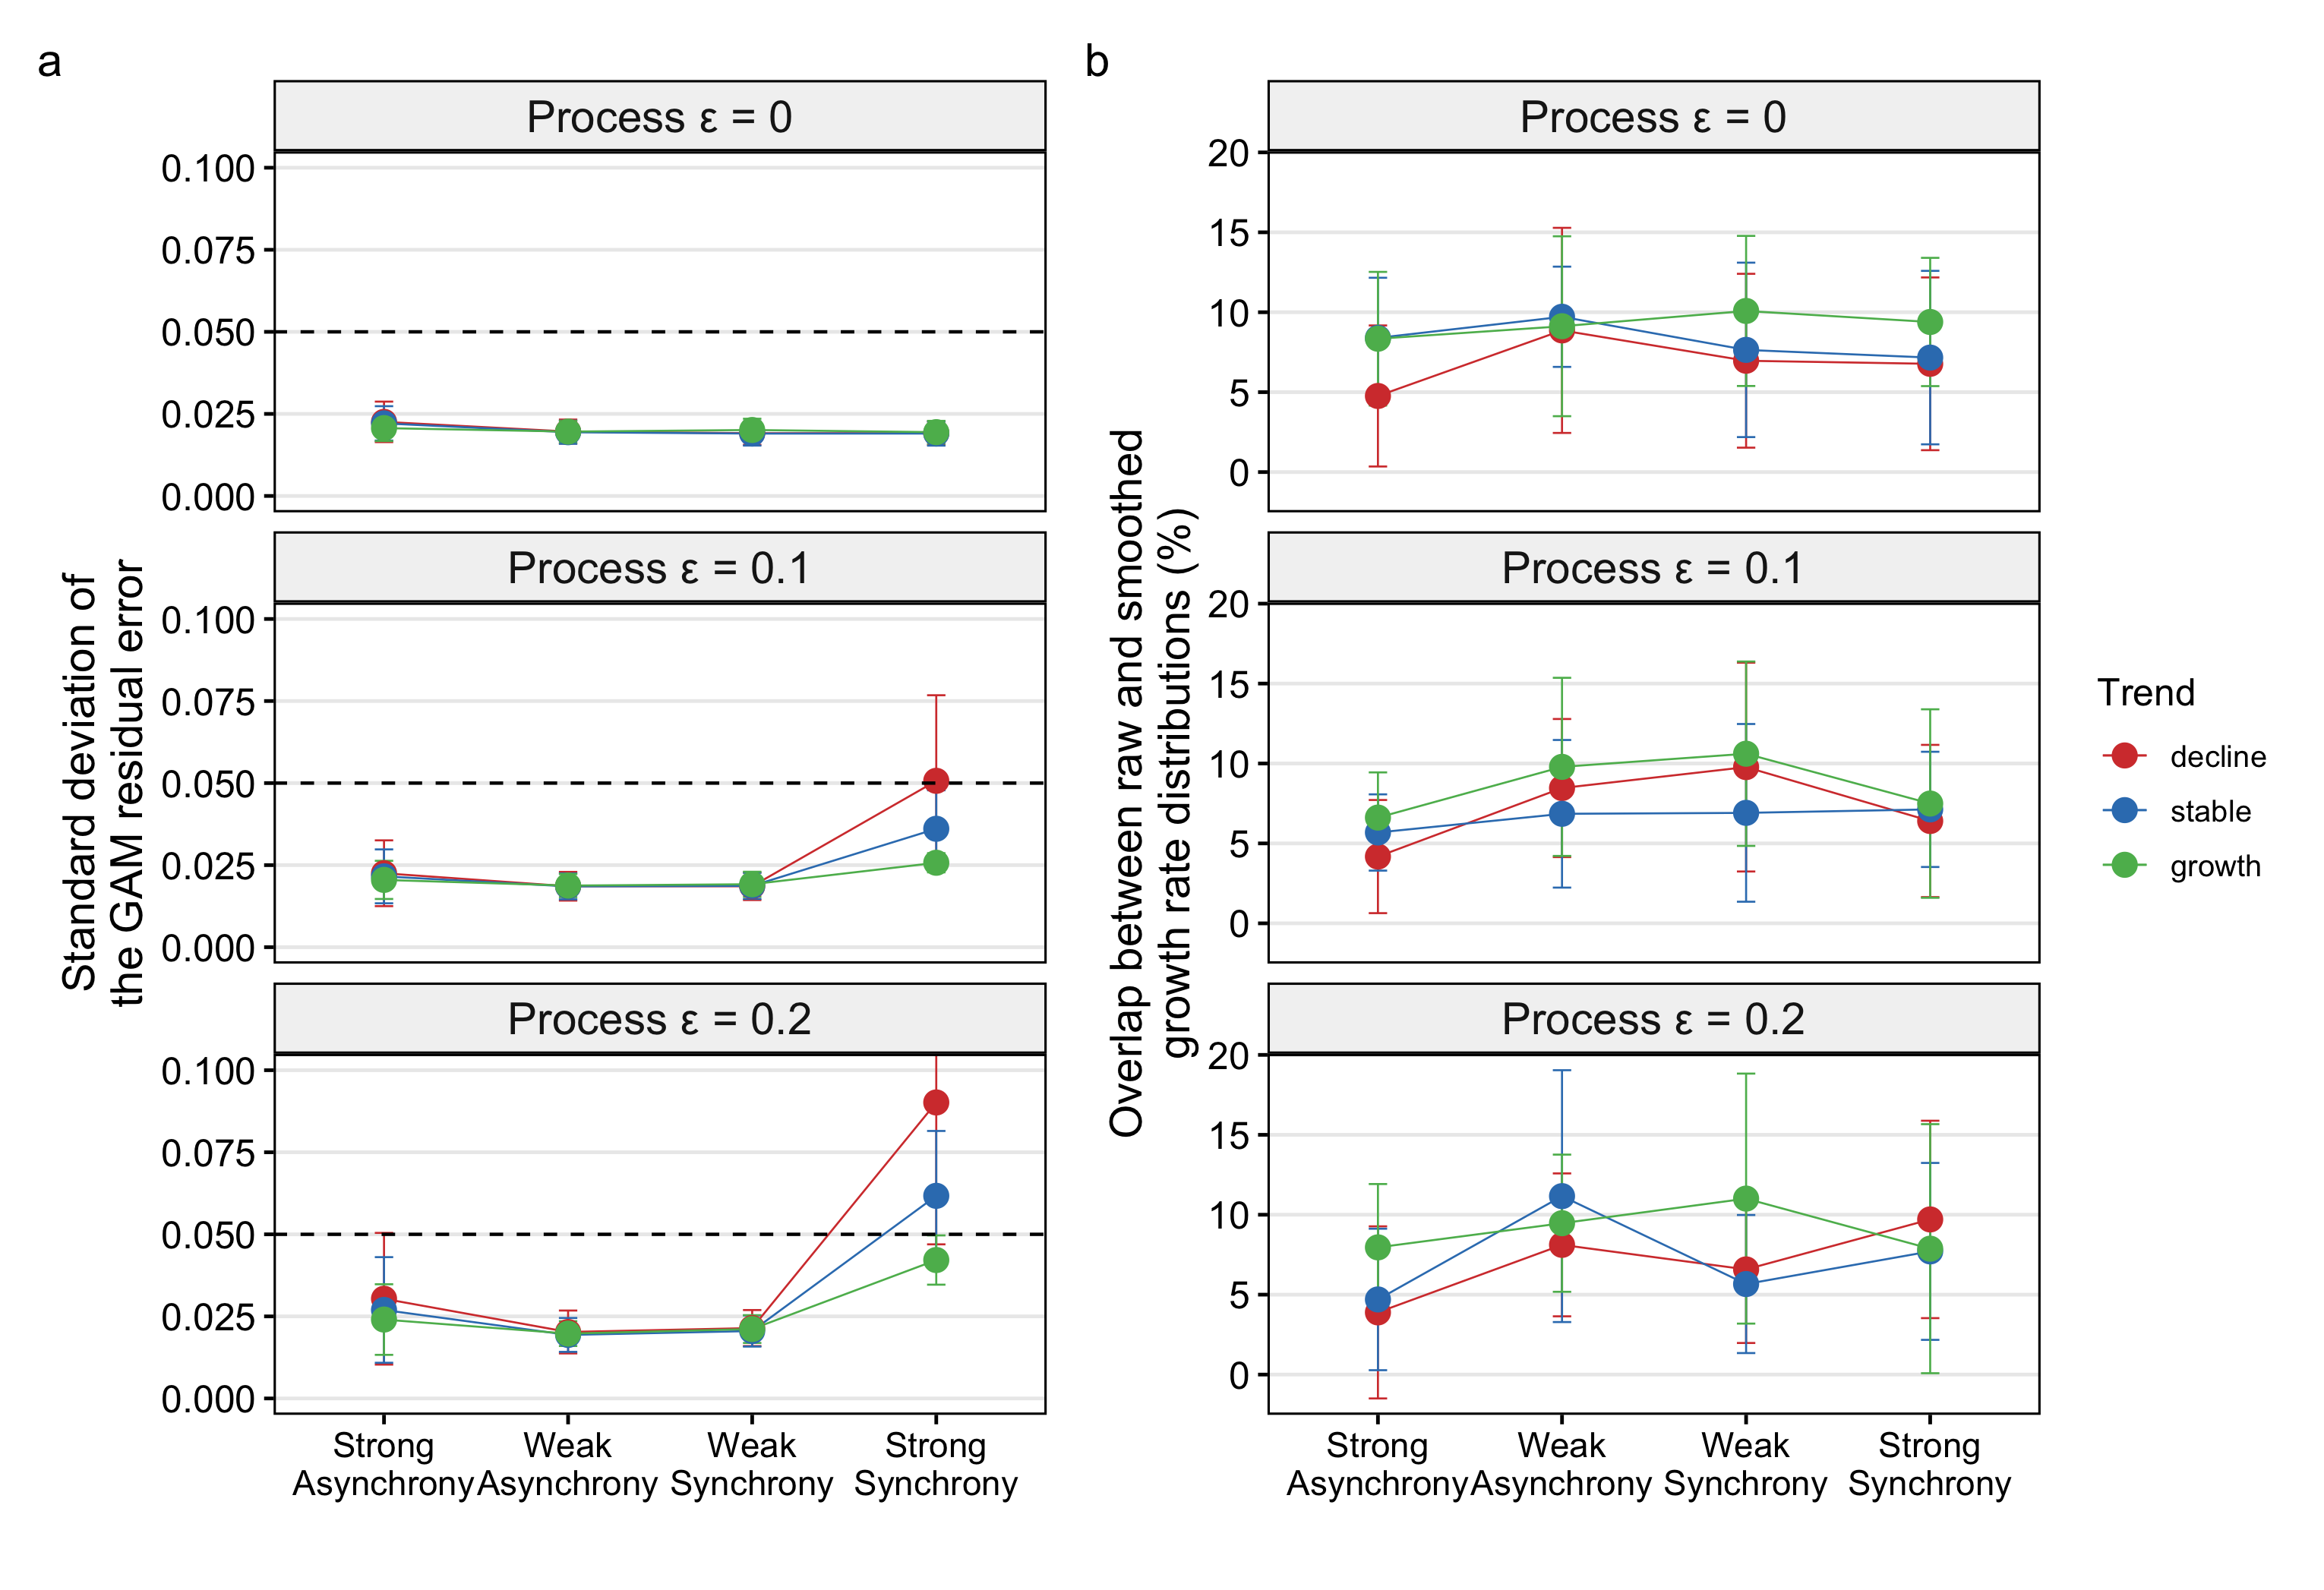 a
Standard deviation of
the GAM residual error
Process ε = 0
0.100
0.075
0.050
0.025
0.000
Process ε = 0.1
0.100
0.075
0.050
0.025
0.000
Process ε = 0.2
0.100
0.075
0.050
0.025
0.000
Strong
Asynchrony
Weak
Asynchrony
Weak
Synchrony
Strong
Synchrony
b
Overlap between raw and smoothed
growth rate distributions (%)
Process ε = 0
20
15
10
5
0
Process ε = 0.1
20
15
10
5
0
Process ε = 0.2
20
15
10
5
0
Strong
Asynchrony
Weak
Asynchrony
Weak
Synchrony
Strong
Synchrony
Trend
decline
stable
growth